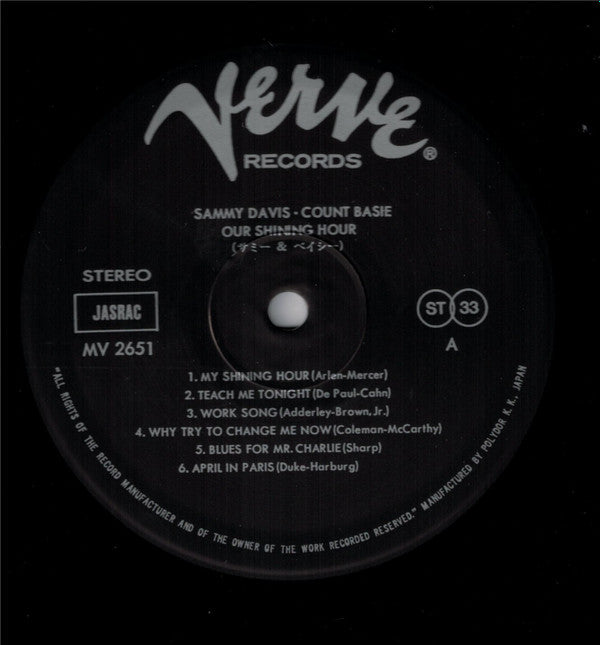 Verve®
RECORDS
SAMMY DAVIS - COUNT BASIE
OUR SHINING HOUR
(サミー & ベイシー)
STEREO
JASRAC
MV 2651
ST 33
A
1. MY SHINING HOUR (Arlen-Mercer)
2. TEACH ME TONIGHT (De Paul-Cahn)
3. WORK SONG (Adderley-Brown, Jr.)
4. WHY TRY TO CHANGE ME NOW (Coleman-McCarthy)
5. BLUES FOR MR. CHARLIE (Sharp)
6. APRIL IN PARIS (Duke-Harburg)
"ALL RIGHTS OF THE RECORD MANUFACTURER AND OF THE OWNER OF THE WORK RECORDED RESERVED." MANUFACTURED BY POLYDOR K. K., JAPAN